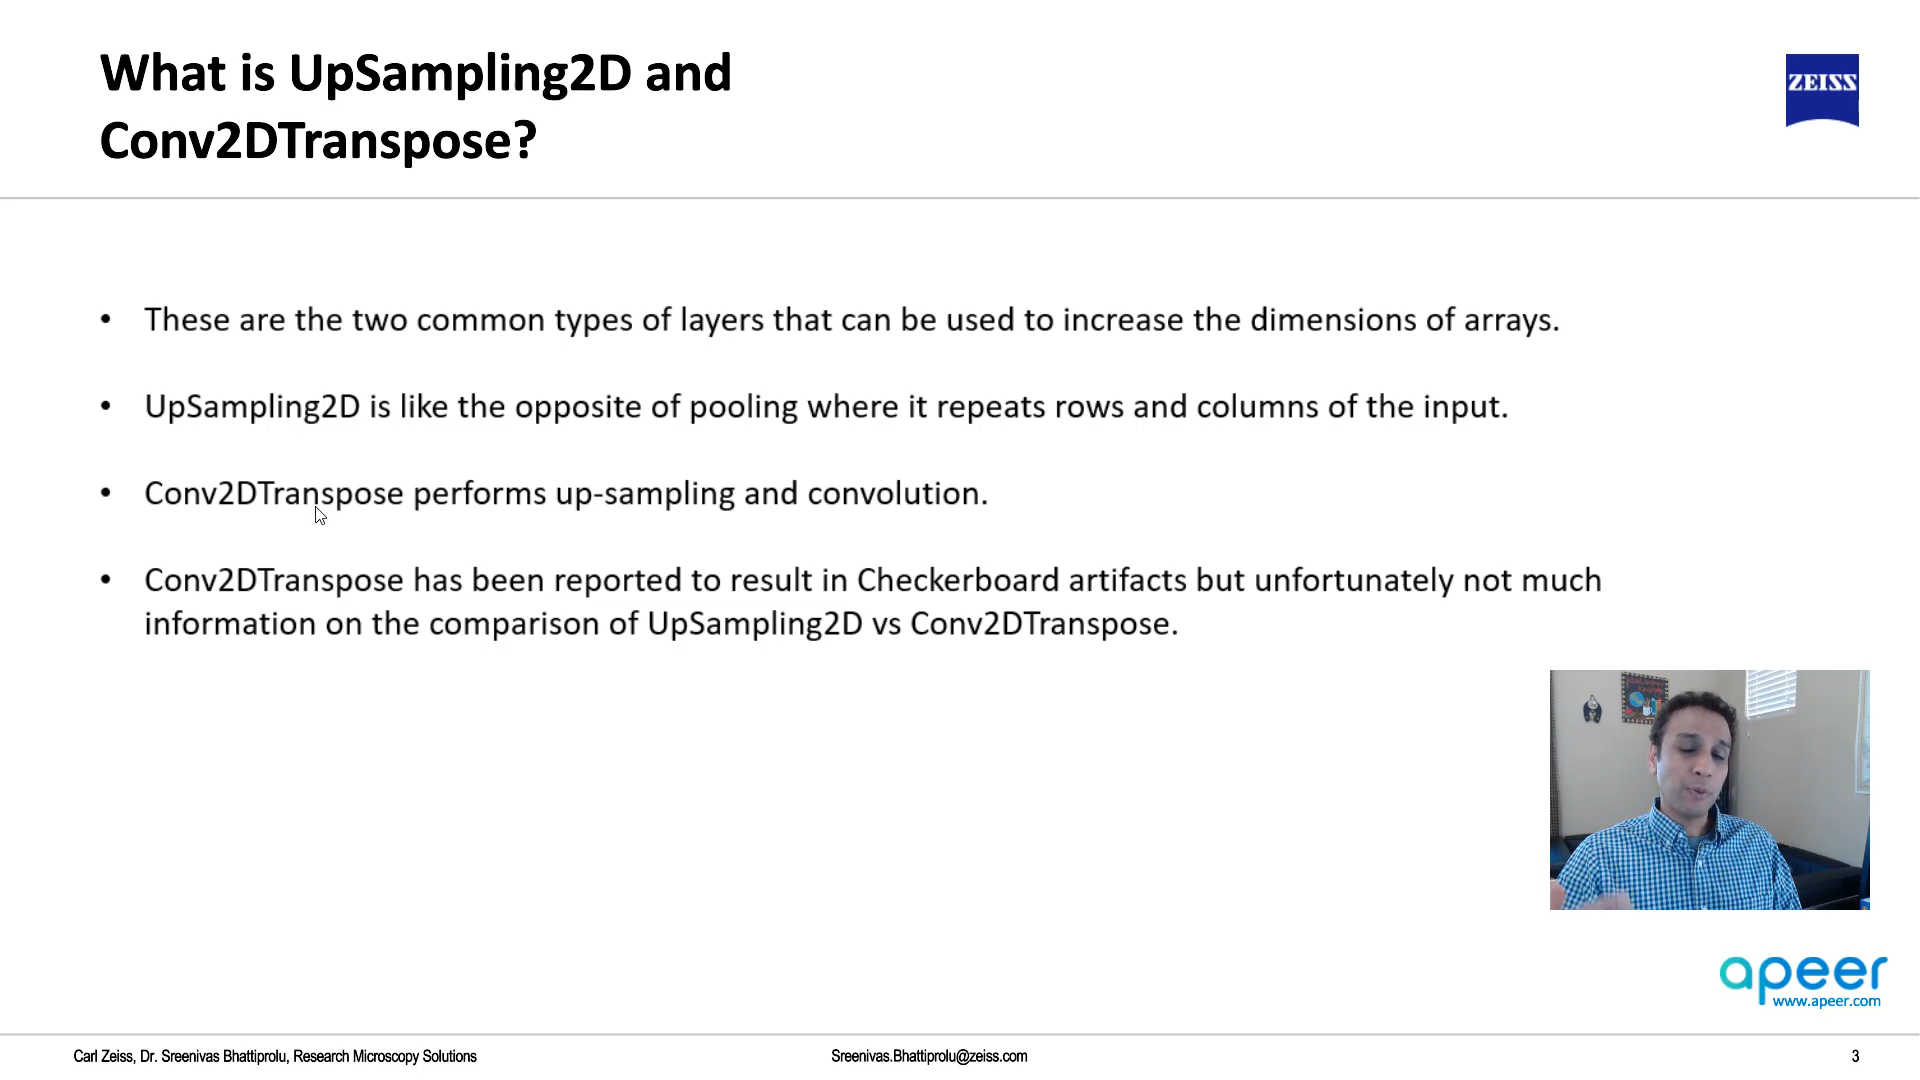 What is UpSampling2D and
Conv2DTranspose?
ZEISS
• These are the two common types of layers that can be used to increase the dimensions of arrays.
• UpSampling2D is like the opposite of pooling where it repeats rows and columns of the input.
• Conv2DTranspose performs up-sampling and convolution.
• Conv2DTranspose has been reported to result in Checkerboard artifacts but unfortunately not much
information on the comparison of UpSampling2D vs Conv2DTranspose.
apeer
www.apeer.com
Carl Zeiss, Dr. Sreenivas Bhattiprolu, Research Microscopy Solutions
Sreenivas.Bhattiprolu@zeiss.com
3